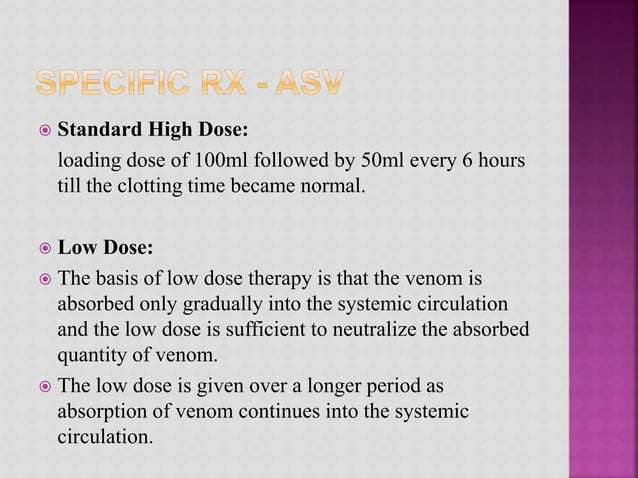 SPECIFIC RX - ASV
Standard High Dose:
loading dose of 100ml followed by 50ml every 6 hours
till the clotting time became normal.
Low Dose:
The basis of low dose therapy is that the venom is
absorbed only gradually into the systemic circulation
and the low dose is sufficient to neutralize the absorbed
quantity of venom.
The low dose is given over a longer period as
absorption of venom continues into the systemic
circulation.